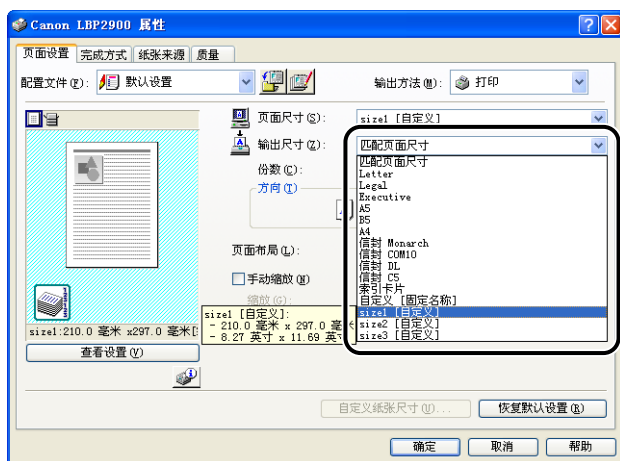 Canon LBP2900 属性
页面设置 完成方式 纸张来源 质量
配置文件(F): 默认设置 输出方法(M): 打印
页面尺寸(S): size1 [自定义]
输出尺寸(Z): 匹配页面尺寸
份数(C):
方向(T)
A
页面布局(L):
手动缩放(N)
缩放(G):
匹配页面尺寸
Letter
Legal
Executive
A5
B5
A4
信封 Monarch
信封 COM10
信封 DL
信封 C5
索引卡片
自定义 [固定名称]
size1 [自定义]
size2 [自定义]
size3 [自定义]
size1 [自定义]:
- 210.0 毫米 x 297.0 毫
- 8.27 英寸 x 11.69 英寸
size1:210.0 毫米 x297.0 毫米[
查看设置(V)
自定义纸张尺寸(U)... 恢复默认设置(R)
确定 取消 帮助